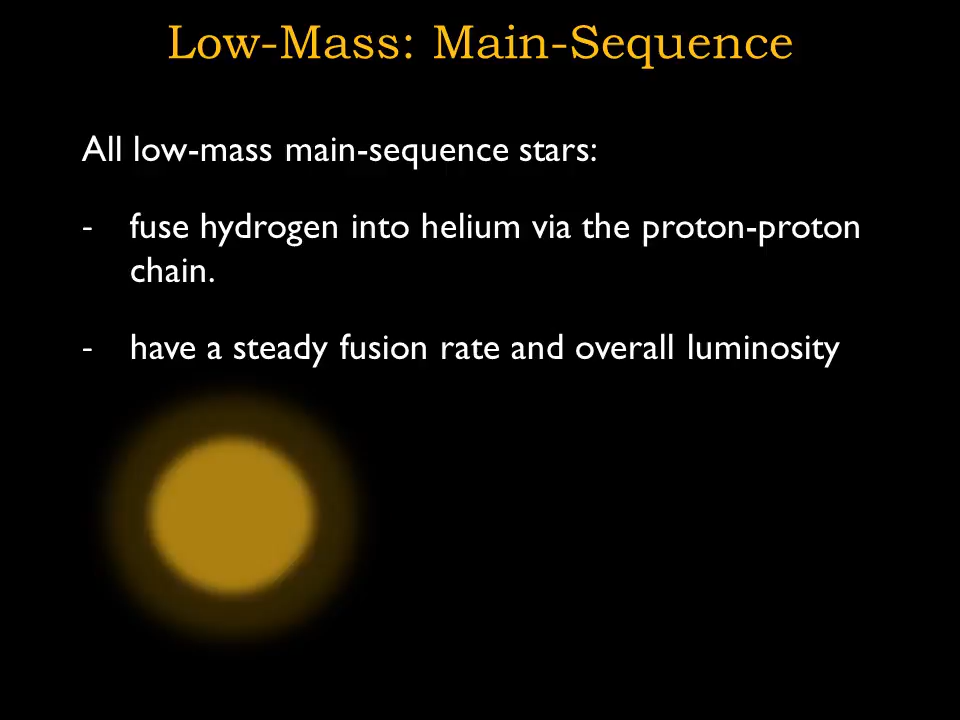 Low-Mass: Main-Sequence
All low-mass main-sequence stars:
- fuse hydrogen into helium via the proton-proton
chain.
- have a steady fusion rate and overall luminosity